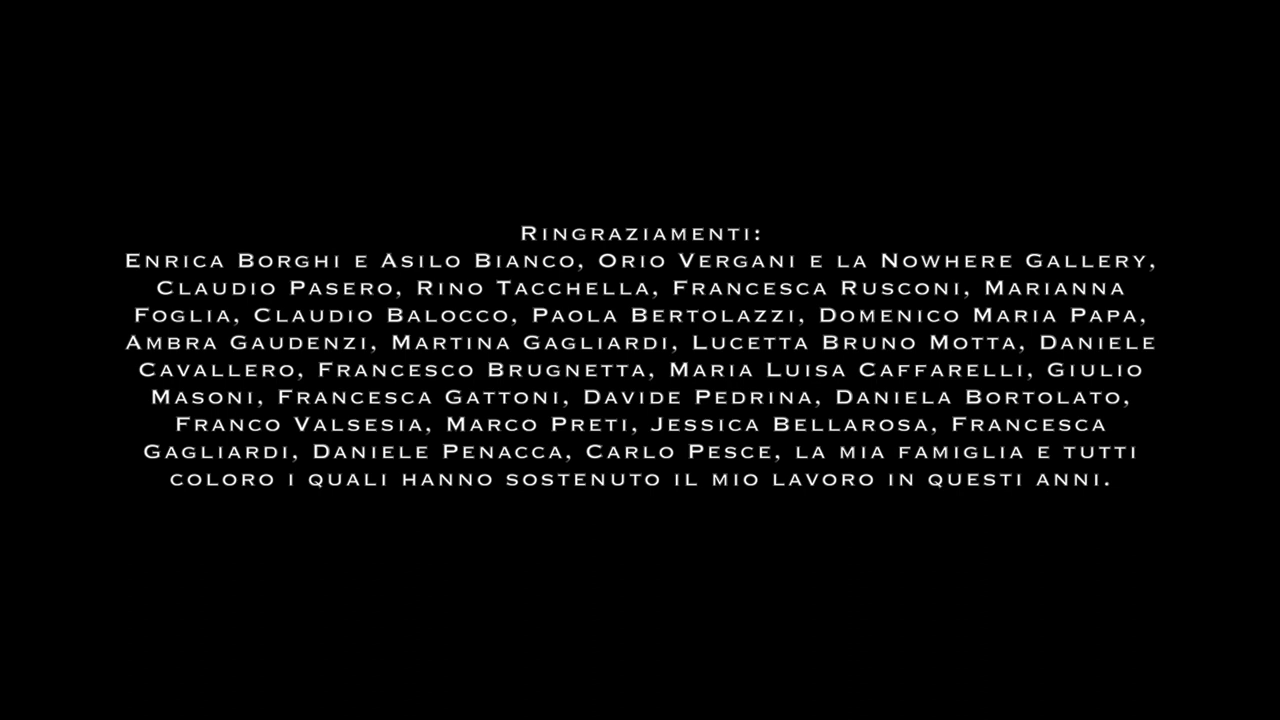 Ringraziamenti:
Enrica Borghi e Asilo Bianco, Orio Vergani e la Nowhere Gallery,
Claudio Pasero, Rino Tacchella, Francesca Rusconi, Marianna
Foglia, Claudio Balocco, Paola Bertolazzi, Domenico Maria Papa,
Ambra Gaudenzi, Martina Gagliardi, Lucetta Bruno Motta, Daniele
Cavallero, Francesco Brugnetta, Maria Luisa Caffarelli, Giulio
Masoni, Francesca Gattoni, Davide Pedrina, Daniela Bortolato,
Franco Valsesia, Marco Preti, Jessica Bellarosa, Francesca
Gagliardi, Daniele Penacca, Carlo Pesce, la mia famiglia e tutti
coloro i quali hanno sostenuto il mio lavoro in questi anni.